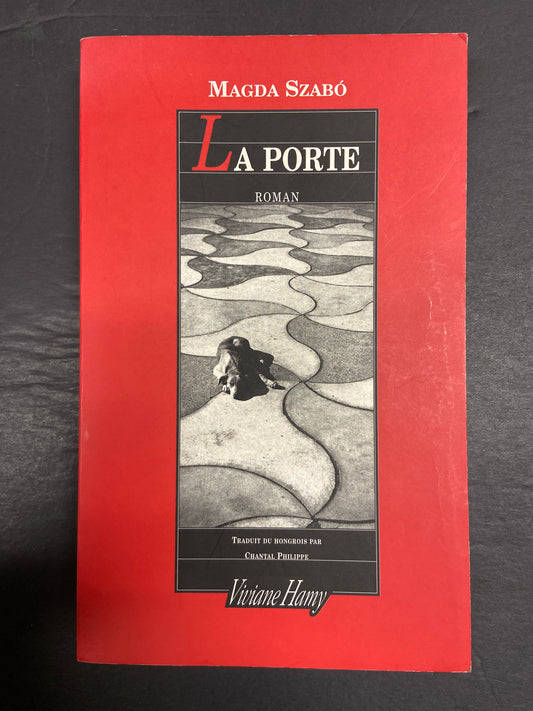 MAGDA SZABÓ
LA PORTE
ROMAN
TRADUIT DU HONGROIS PAR
CHANTAL PHILIPPE
Viviane Hamy